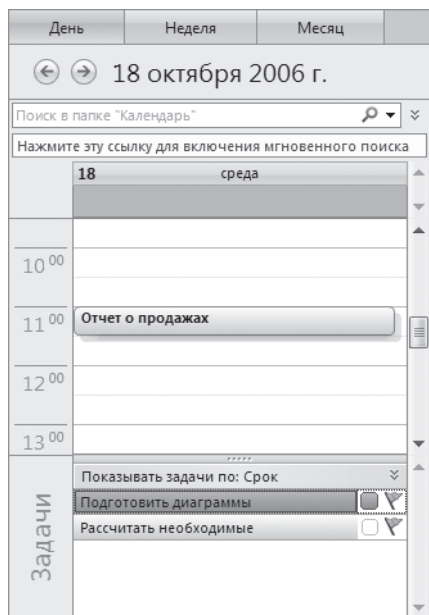 День Неделя Месяц
18 октября 2006 г.
Поиск в папке "Календарь"
Нажмите эту ссылку для включения мгновенного поиска
18 среда
10 00
11 00 Отчет о продажах
12 00
13 00
Задачи
Показывать задачи по: Срок
Подготовить диаграммы
Рассчитать необходимые